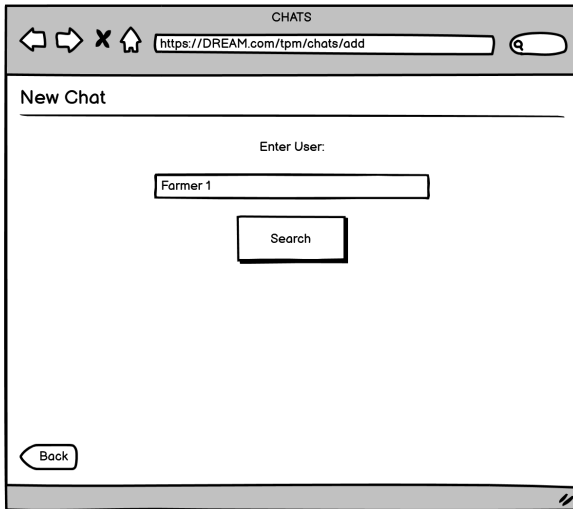 CHATS
https://DREAM.com/tpm/chats/add
New Chat
Enter User:
Farmer 1
Search
Back